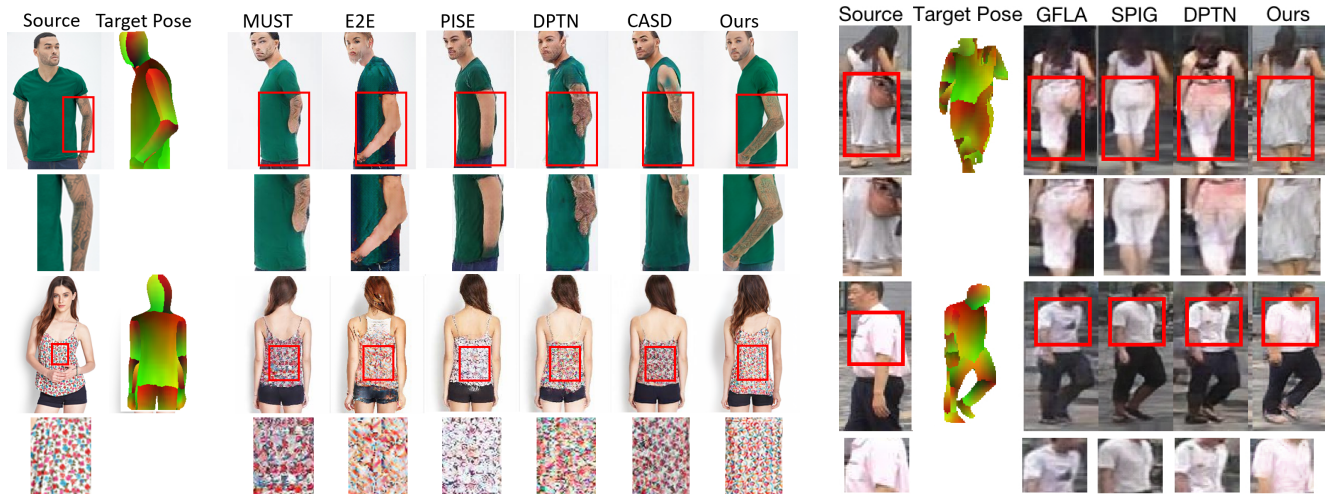 Source Target Pose MUST E2E PISE DPTN CASD Ours
Source Target Pose GFLA SPIG DPTN Ours